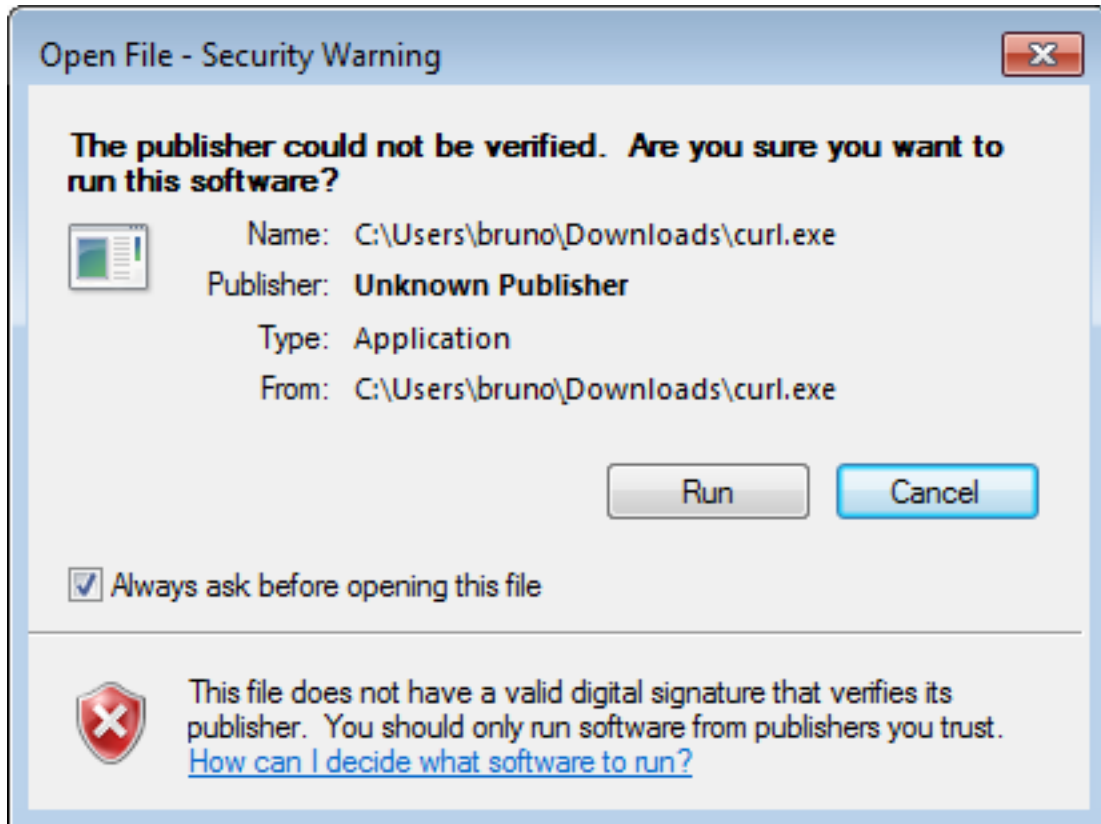 Open File - Security Warning
The publisher could not be verified. Are you sure you want to
run this software?
Name: C:\Users\bruno\Downloads\curl.exe
Publisher: Unknown Publisher
Type: Application
From: C:\Users\bruno\Downloads\curl.exe
Run Cancel
Always ask before opening this file
This file does not have a valid digital signature that verifies its
publisher. You should only run software from publishers you trust.
How can I decide what software to run?